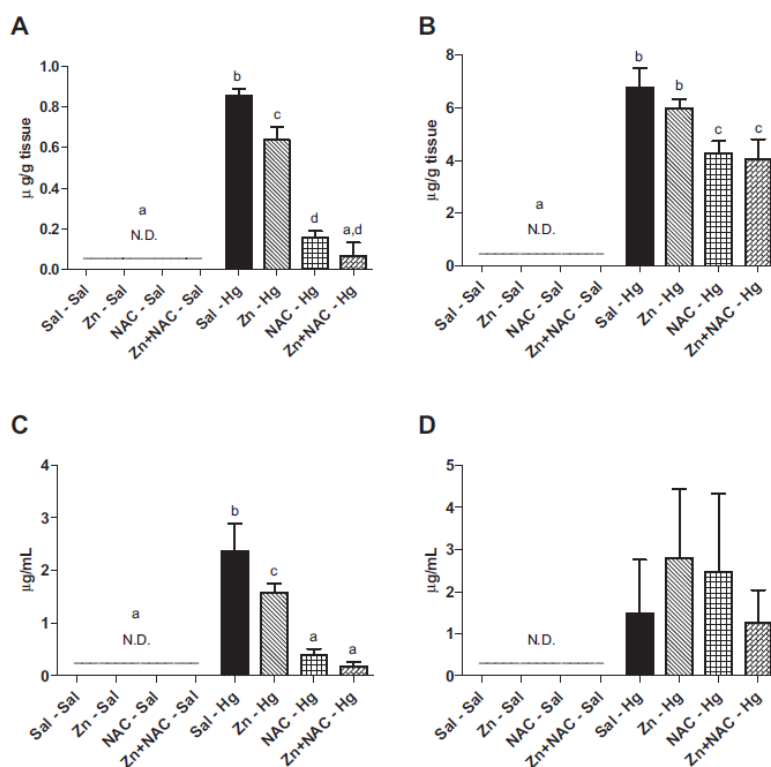 A
μ g/g tissue
1.0
0.8
0.6
0.4
0.2
0.0
a
N.D.
b
c
d
a,d
Sal - Sal
Zn - Sal
NAC - Sal
Zn+NAC - Sal
Sal - Hg
Zn - Hg
NAC - Hg
Zn+NAC - Hg
B
μ g/g tissue
8
6
4
2
0
a
N.D.
b
b
c
c
Sal - Sal
Zn - Sal
NAC - Sal
Zn+NAC - Sal
Sal - Hg
Zn - Hg
NAC - Hg
Zn+NAC - Hg
C
μg/mL
4
3
2
1
0
a
N.D.
b
c
a
a
Sal - Sal
Zn - Sal
NAC - Sal
Zn+NAC - Sal
Sal - Hg
Zn - Hg
NAC - Hg
Zn+NAC - Hg
D
μg/mL
5
4
3
2
1
0
N.D.
Sal - Sal
Zn - Sal
NAC - Sal
Zn+NAC - Sal
Sal - Hg
Zn - Hg
NAC - Hg
Zn+NAC - Hg